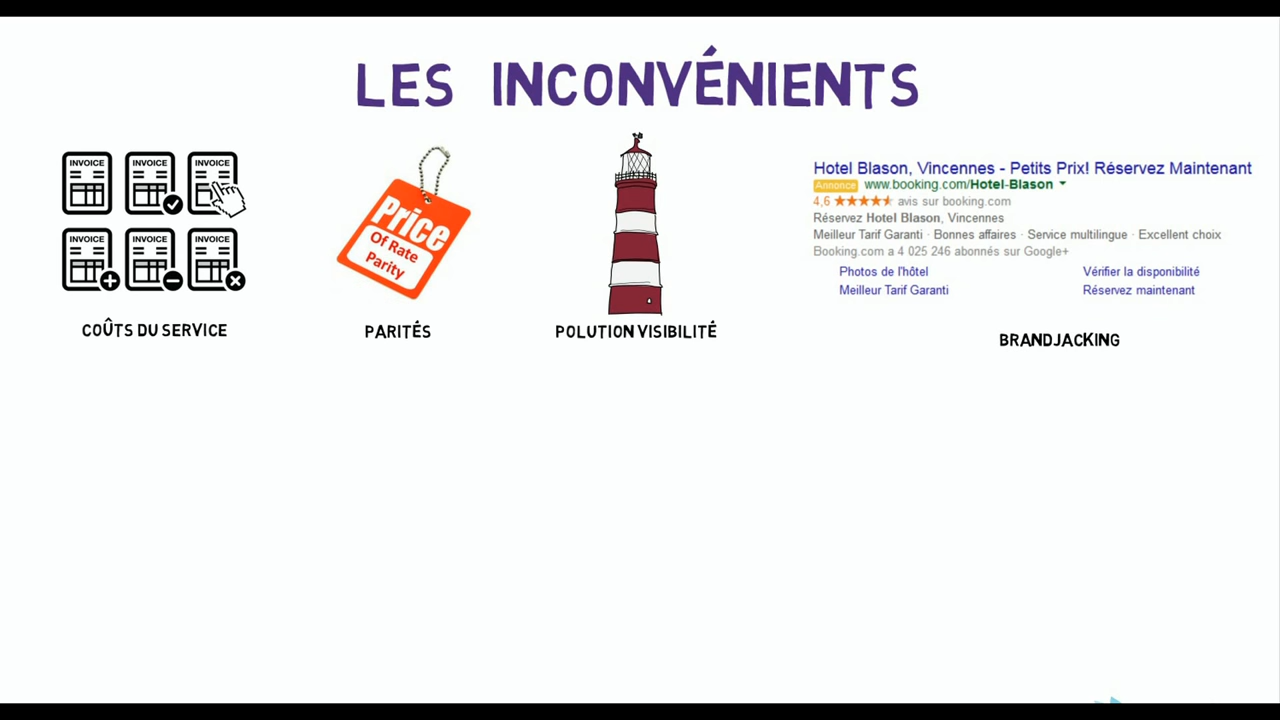 LES INCONVÉNIENTS
INVOICE
INVOICE
INVOICE
INVOICE
INVOICE
INVOICE
COÛTS DU SERVICE
Price
Of Rate
Parity
PARITÉS
POLUTION VISIBILITÉ
Hotel Blason, Vincennes - Petits Prix! Réservez Maintenant
Annonce www.booking.com/Hotel-Blason
4,6 avis sur booking.com
Réservez Hotel Blason, Vincennes
Meilleur Tarif Garanti · Bonnes affaires · Service multilingue · Excellent choix
Booking.com a 4 025 246 abonnés sur Google+
Photos de l'hôtel Vérifier la disponibilité
Meilleur Tarif Garanti Réservez maintenant
BRANDJACKING